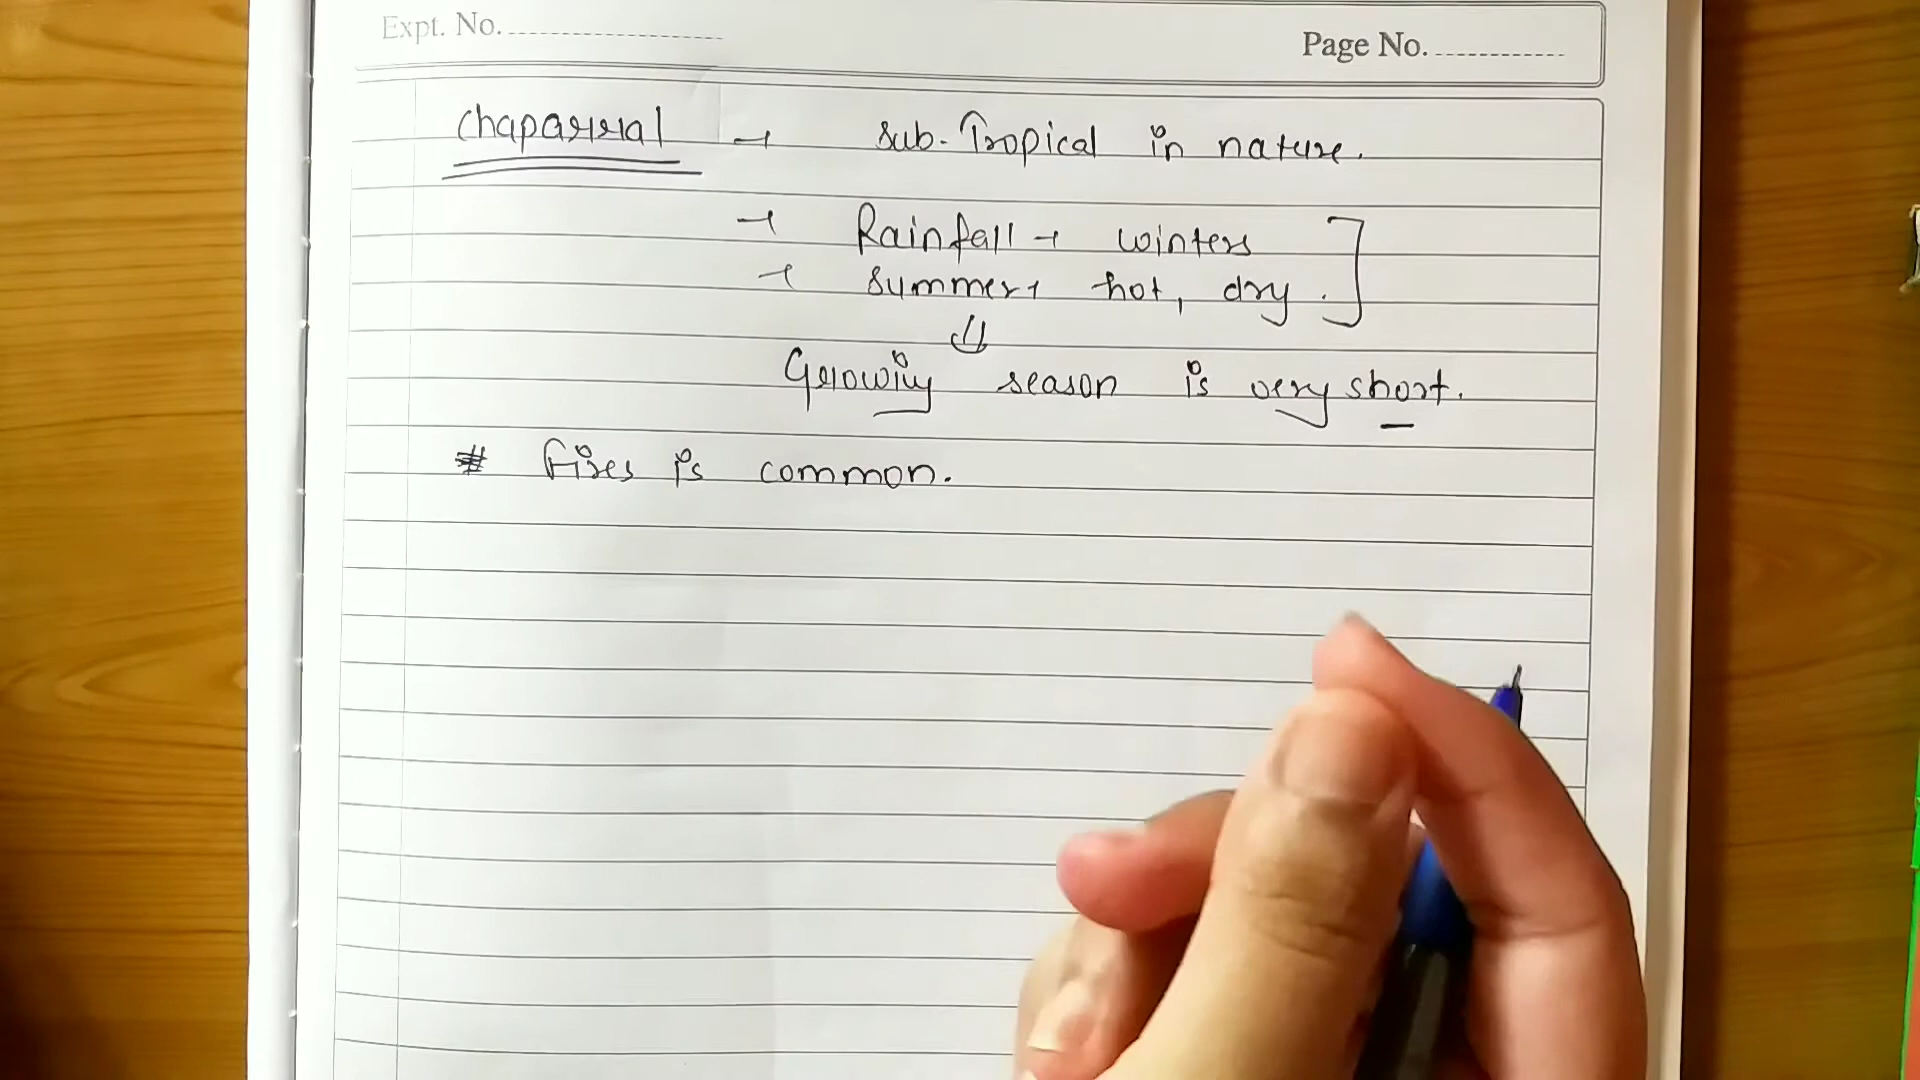 Expt. No.
Page No.
Chaparral → Sub-Tropical in nature.
→ Rainfall → winters
→ Summer → hot, dry.
⇓
Growing season is very short.
# Fires is common.